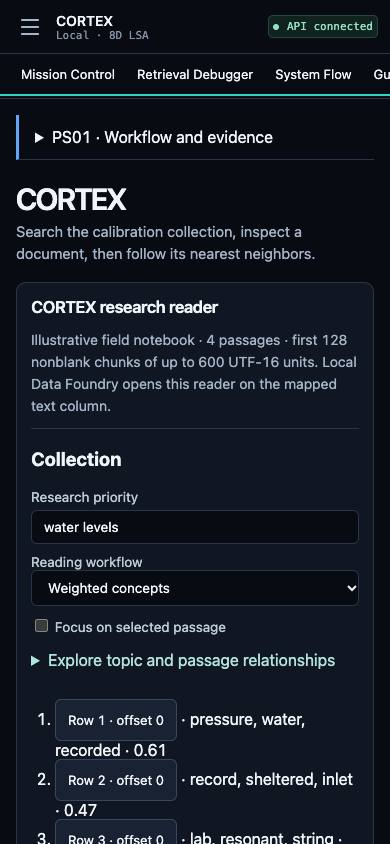 CORTEX
Local · 8D LSA
API connected
Mission Control Retrieval Debugger System Flow Gu
▶ PS01 · Workflow and evidence
CORTEX
Search the calibration collection, inspect a
document, then follow its nearest neighbors.
CORTEX research reader
Illustrative field notebook · 4 passages · first 128
nonblank chunks of up to 600 UTF-16 units. Local
Data Foundry opens this reader on the mapped
text column.
Collection
Research priority
water levels
Reading workflow
Weighted concepts
Focus on selected passage
▶ Explore topic and passage relationships
1. Row 1 · offset 0 · pressure, water,
recorded · 0.61
2. Row 2 · offset 0 · record, sheltered, inlet
· 0.47
3. Row 3 · offset 0 · lab, resonant, string ·